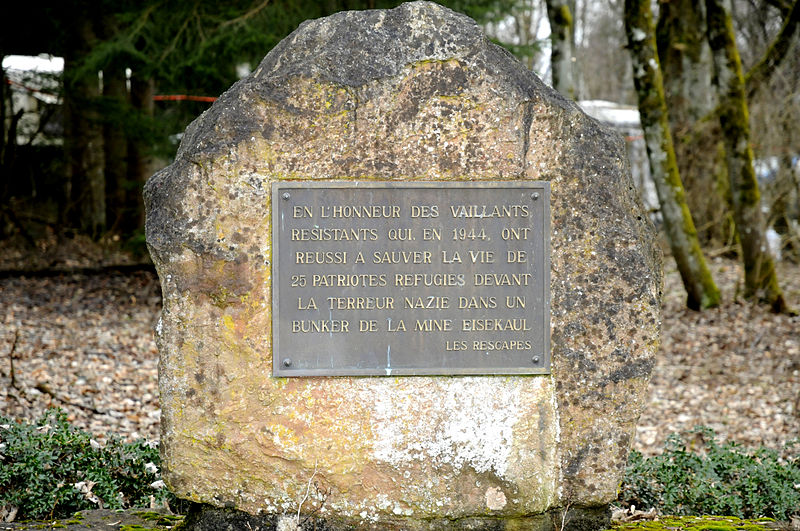 EN L'HONNEUR DES VAILLANTS,
RESISTANTS QUI, EN 1944, ONT
REUSSI A SAUVER LA VIE DE
25 PATRIOTES REFUGIES DEVANT
LA TERREUR NAZIE DANS UN
BUNKER DE LA MINE EISEKAUL
LES RESCAPES